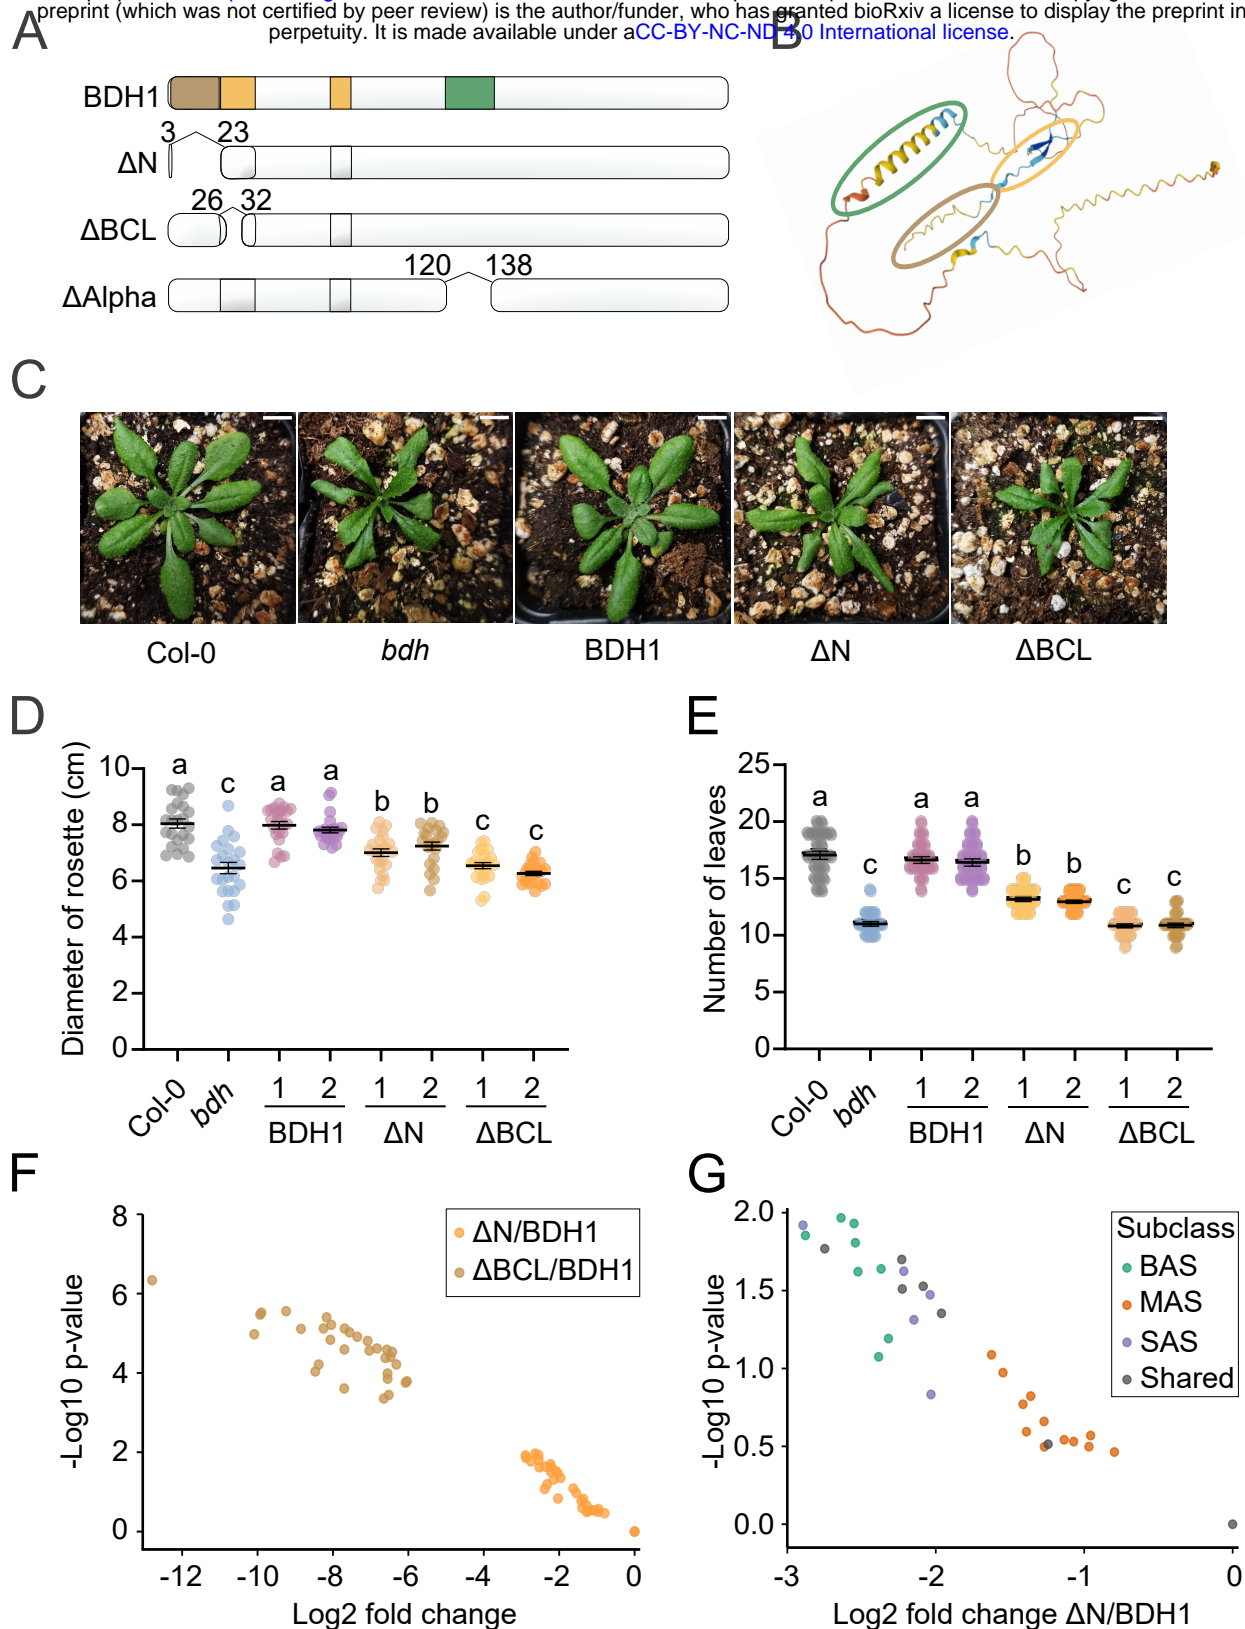 preprint (which was not certified by peer review) is the author/funder, who has granted bioRxiv a license to display the preprint in
perpetuity. It is made available under aCC-BY-NC-ND 4.0 International license.
A
B
BDH1
3 23
ΔN
26 32
ΔBCL
120 138
ΔAlpha
C
Col-0
bdh
BDH1
ΔN
ΔBCL
D
Diameter of rosette (cm)
10
8
6
4
2
0
a
c
a
a
b
b
c
c
Col-0
bdh
1 2
BDH1
1 2
ΔN
1 2
ΔBCL
E
Number of leaves
25
20
15
10
5
0
a
c
a
a
b
b
c
c
Col-0
bdh
1 2
BDH1
1 2
ΔN
1 2
ΔBCL
F
-Log10 p-value
8
6
4
2
0
ΔN/BDH1
ΔBCL/BDH1
-12 -10 -8 -6 -4 -2 0
Log2 fold change
G
-Log10 p-value
2.0
1.5
1.0
0.5
0.0
Subclass
BAS
MAS
SAS
Shared
-3 -2 -1 0
Log2 fold change ΔN/BDH1